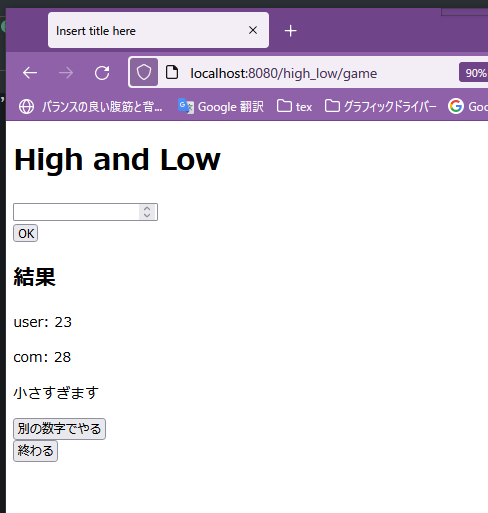 Insert title here
localhost:8080/high_low/game
90%
バランスの良い腹筋と背... Google 翻訳 tex グラフィックドライバー Goo
High and Low
OK
結果
user: 23
com: 28
小さすぎます
別の数字でやる
終わる